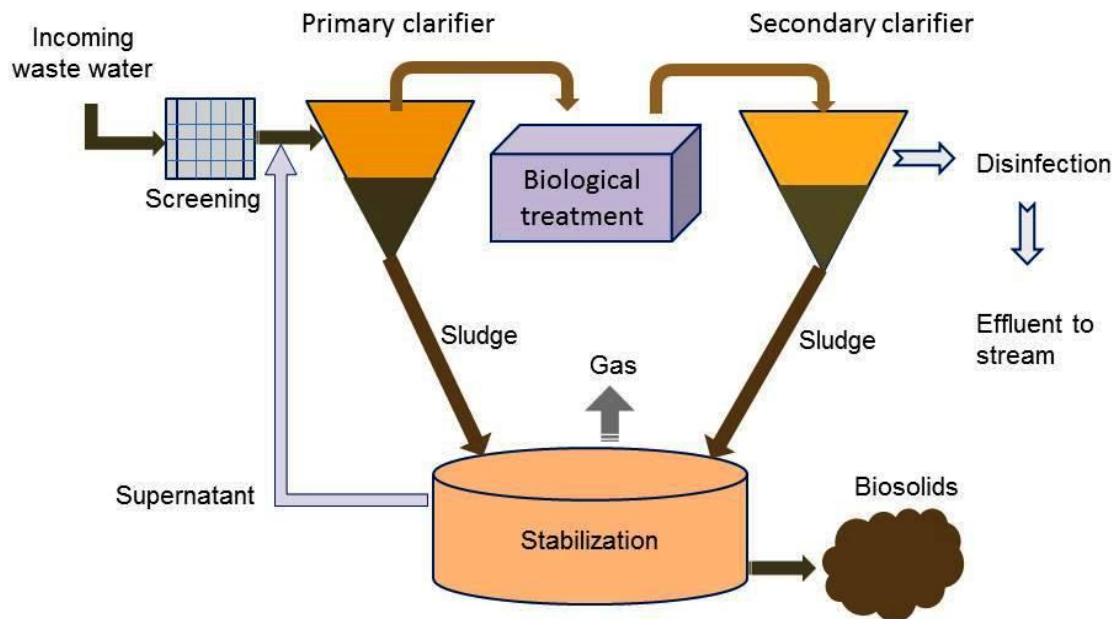 Primary clarifier
Secondary clarifier
Incoming
waste water
Screening
Biological
treatment
Disinfection
Effluent to
stream
Sludge
Sludge
Gas
Supernatant
Stabilization
Biosolids